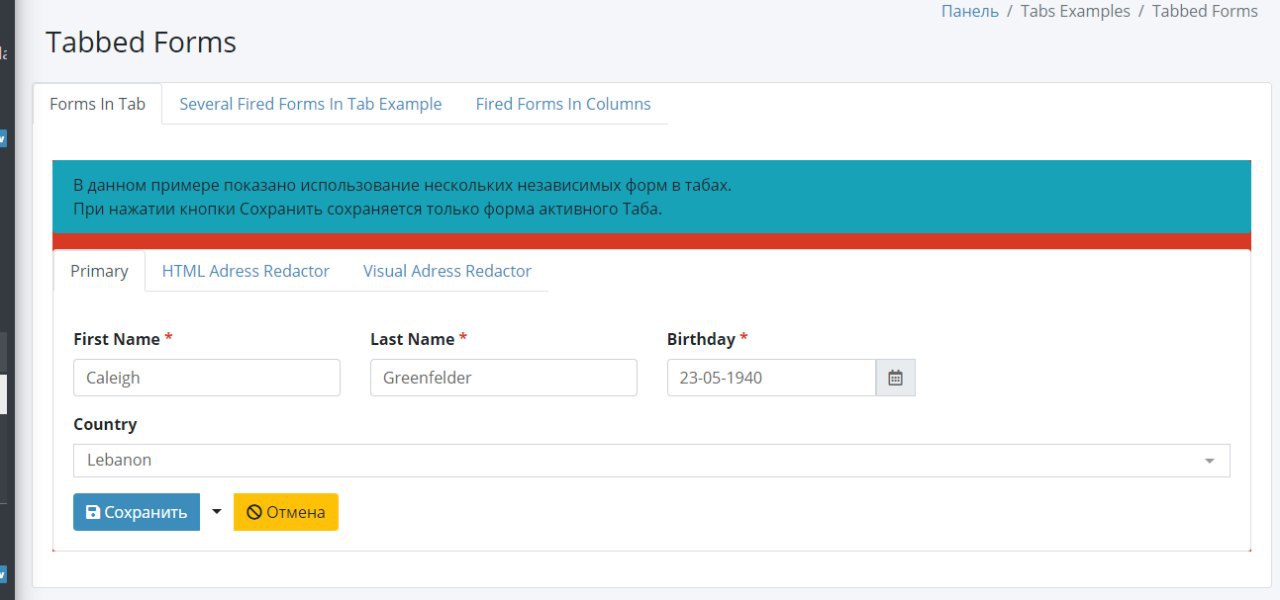 Панель / Tabs Examples / Tabbed Forms
Tabbed Forms
Forms In Tab Several Fired Forms In Tab Example Fired Forms In Columns
В данном примере показано использование нескольких независимых форм в табах.
При нажатии кнопки Сохранить сохраняется только форма активного Таба.
Primary HTML Adress Redactor Visual Adress Redactor
First Name * Last Name * Birthday *
Caleigh Greenfelder 23-05-1940
Country
Lebanon
Сохранить Отмена